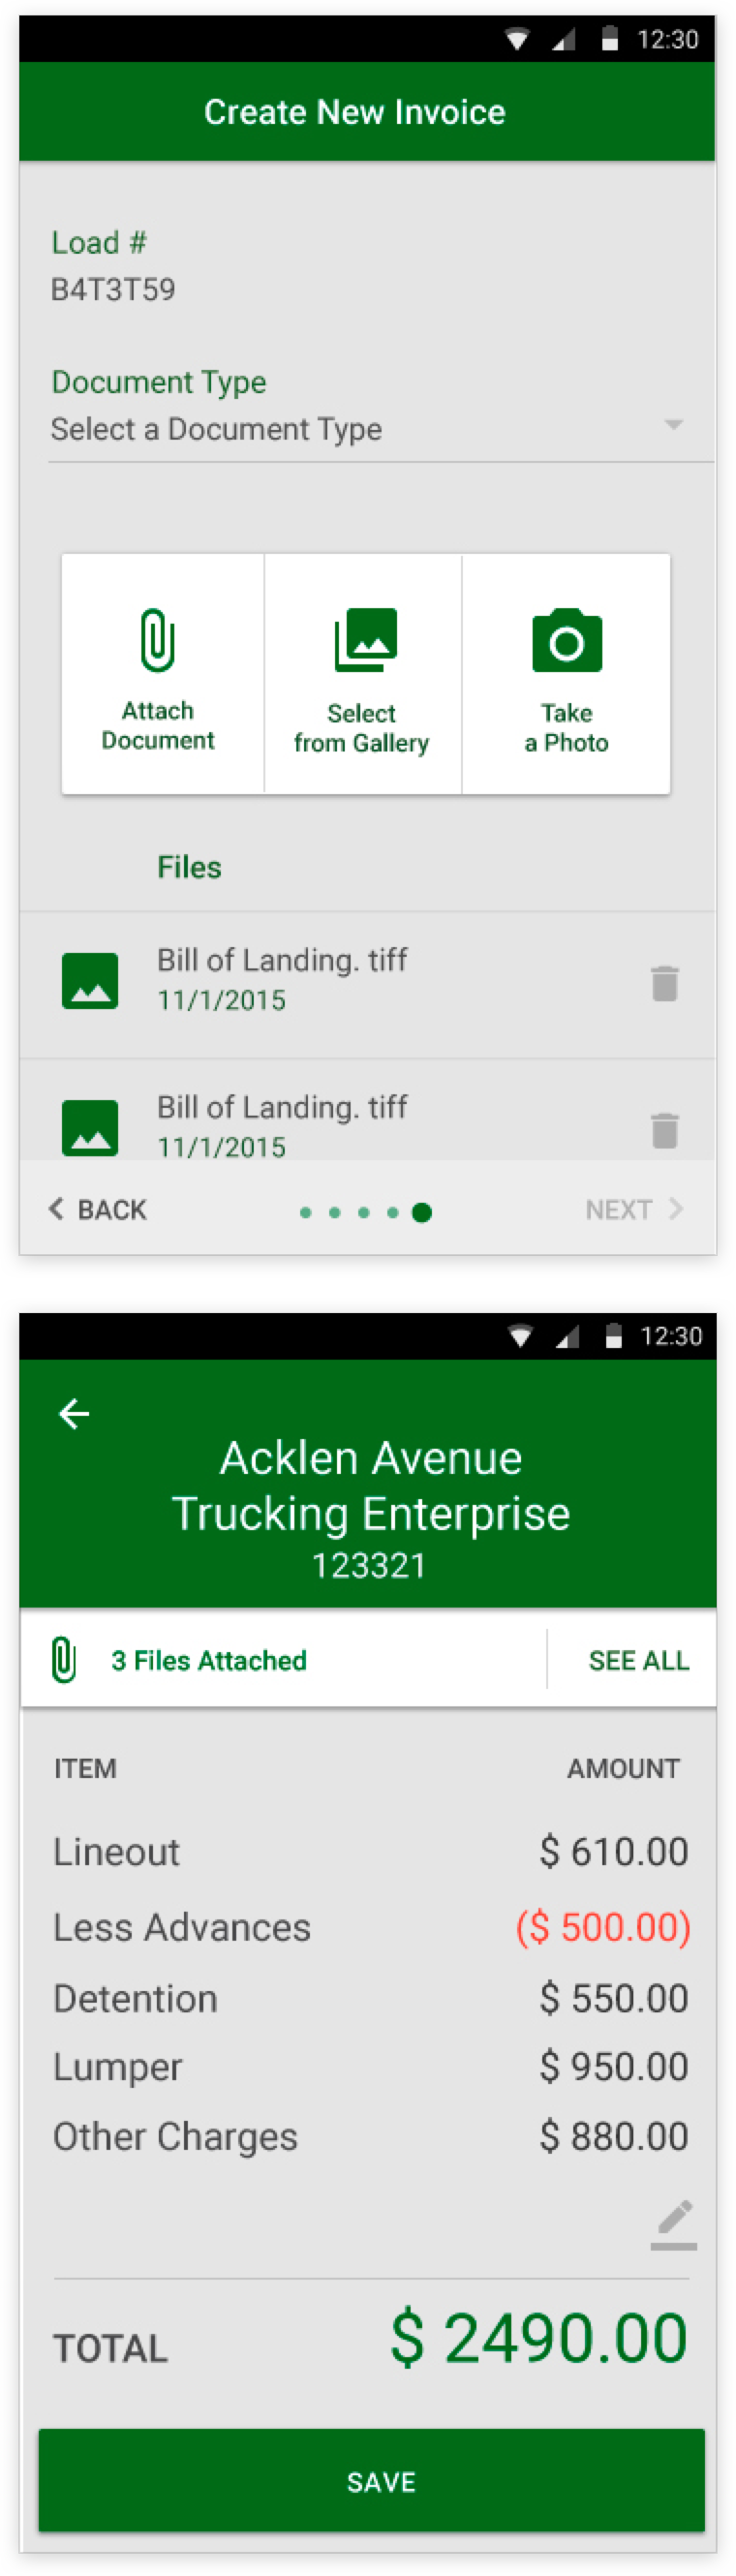 12:30
Create New Invoice
Load #
B4T3T59
Document Type
Select a Document Type
Attach
Document
Select
from Gallery
Take
a Photo
Files
Bill of Landing. tiff
11/1/2015
Bill of Landing. tiff
11/1/2015
BACK NEXT
12:30
Acklen Avenue
Trucking Enterprise
123321
3 Files Attached SEE ALL
ITEM AMOUNT
Lineout $ 610.00
Less Advances ($ 500.00)
Detention $ 550.00
Lumper $ 950.00
Other Charges $ 880.00
TOTAL $ 2490.00
SAVE